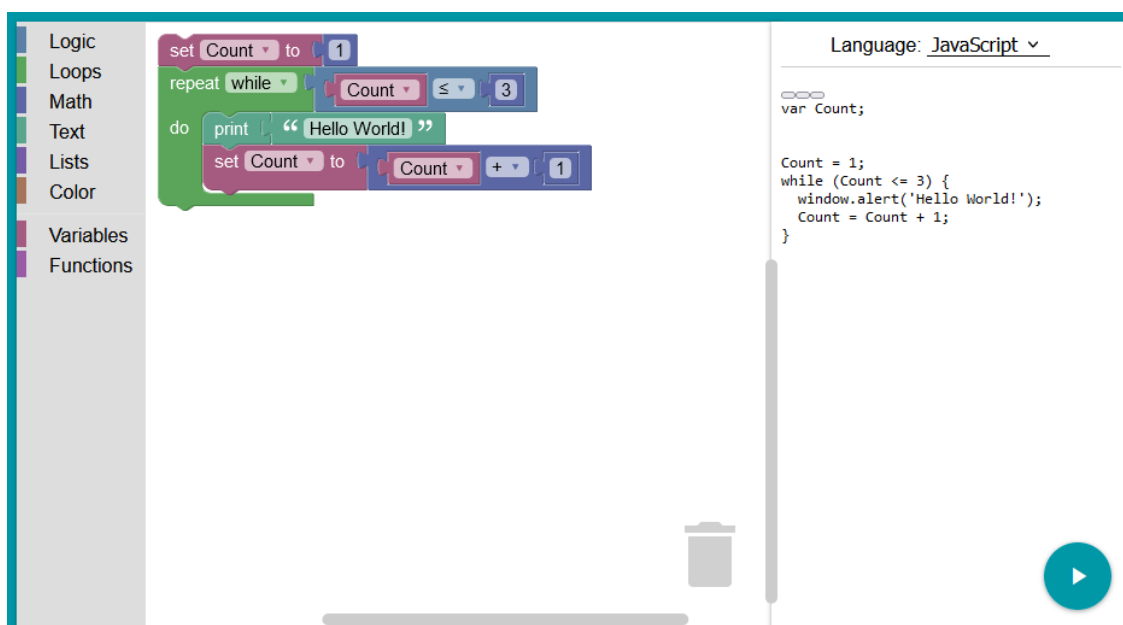 Logic
Loops
Math
Text
Lists
Color
Variables
Functions
set Count ▾ to 1
repeat while ▾ Count ▾ ≤ ▾ 3
do print “ Hello World! ”
set Count ▾ to Count ▾ + ▾ 1
Language: JavaScript
var Count;
Count = 1;
while (Count <= 3) {
  window.alert('Hello World!');
  Count = Count + 1;
}